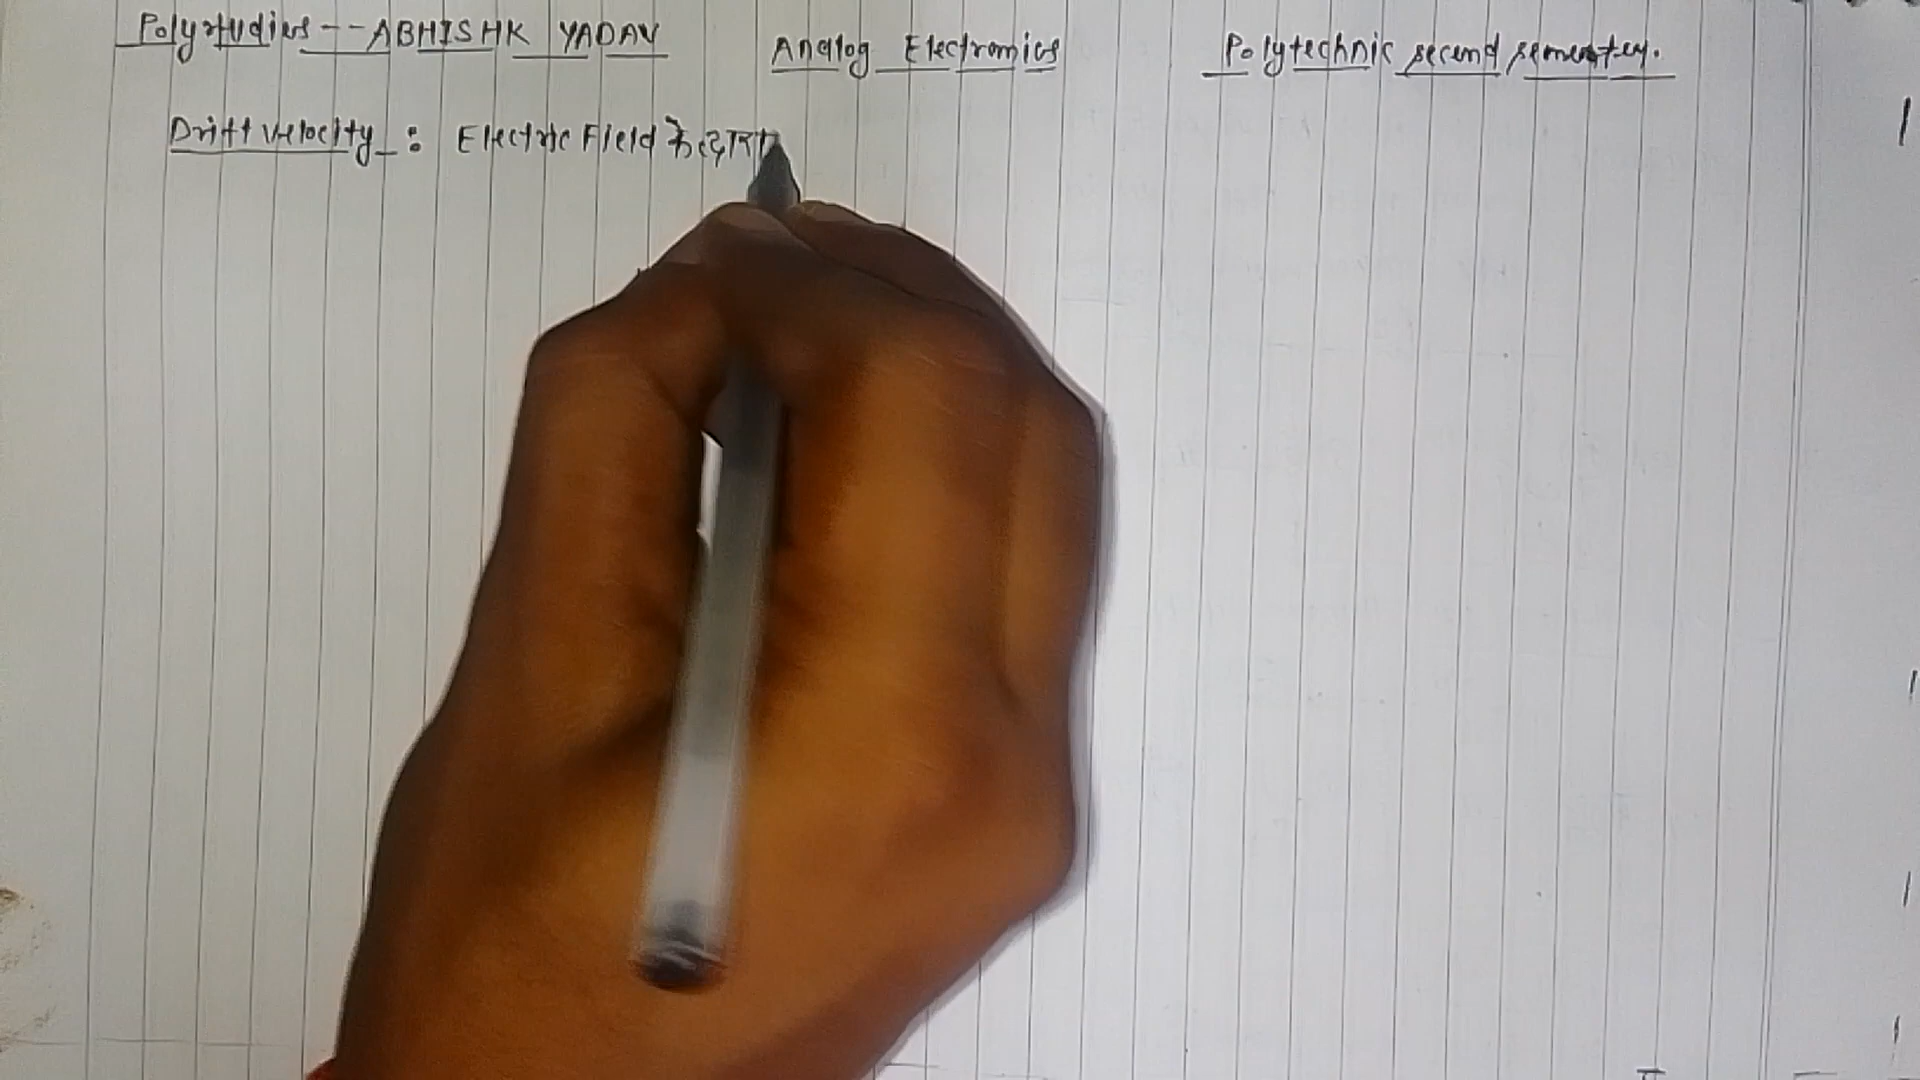 Polystudies -- ABHISHK YADAV Analog Electronics Polytechnic second semester.
Drift velocity : Electric Field के द्वारा